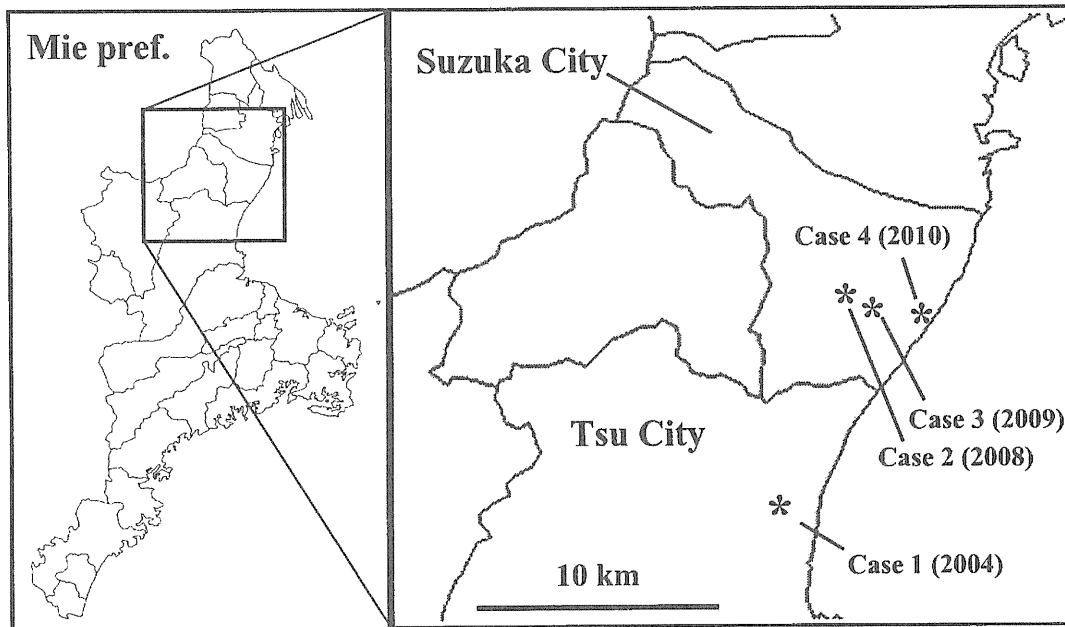 Mie pref.
Suzuka City
Case 4 (2010)
Case 3 (2009)
Case 2 (2008)
Tsu City
Case 1 (2004)
10 km